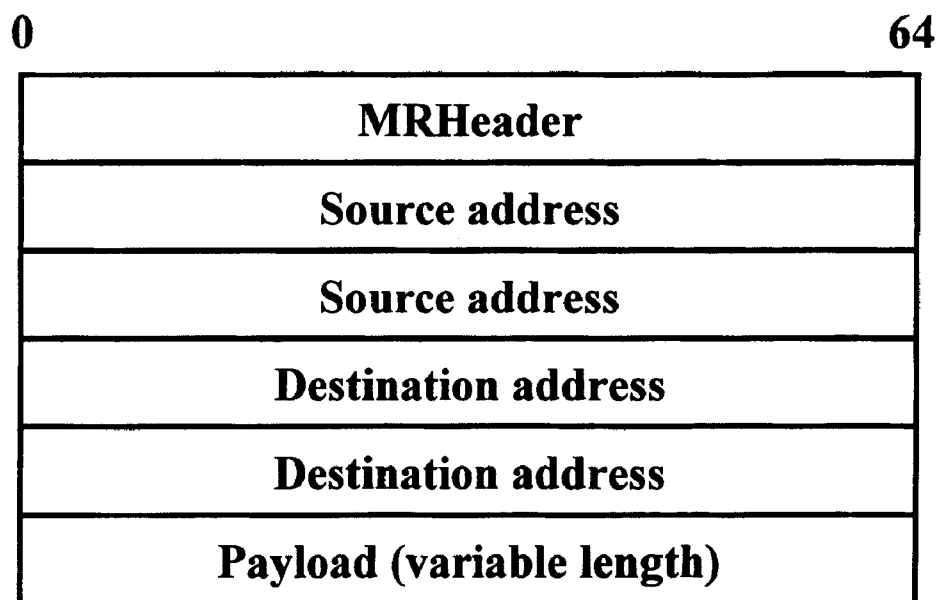 0 64
MRHeader
Source address
Source address
Destination address
Destination address
Payload (variable length)